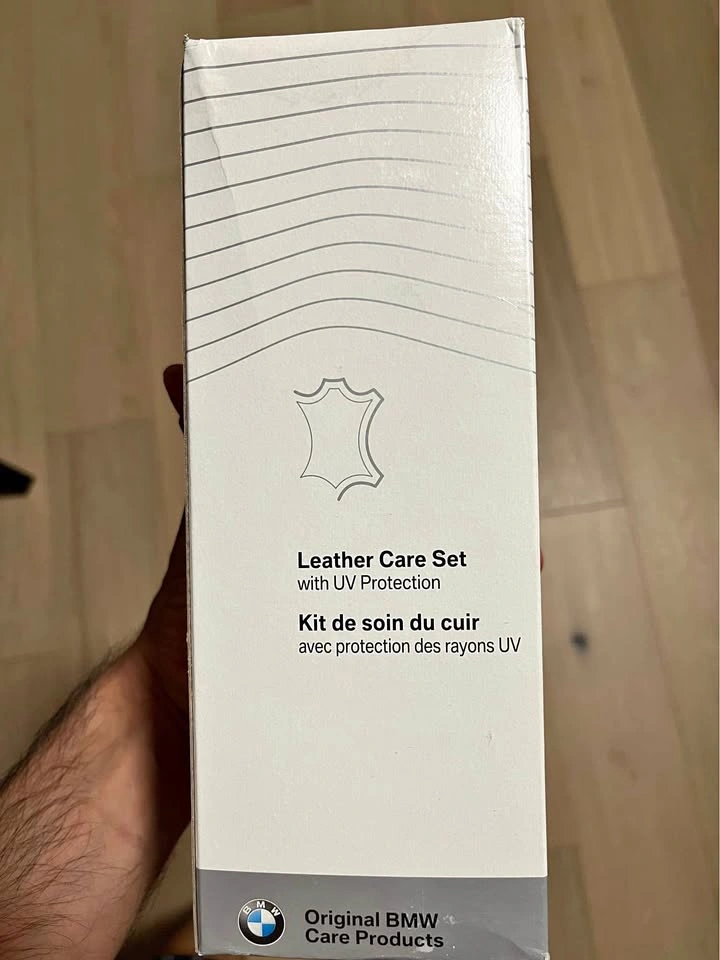 Leather Care Set
with UV Protection
Kit de soin du cuir
avec protection des rayons UV
BMW
Original BMW
Care Products